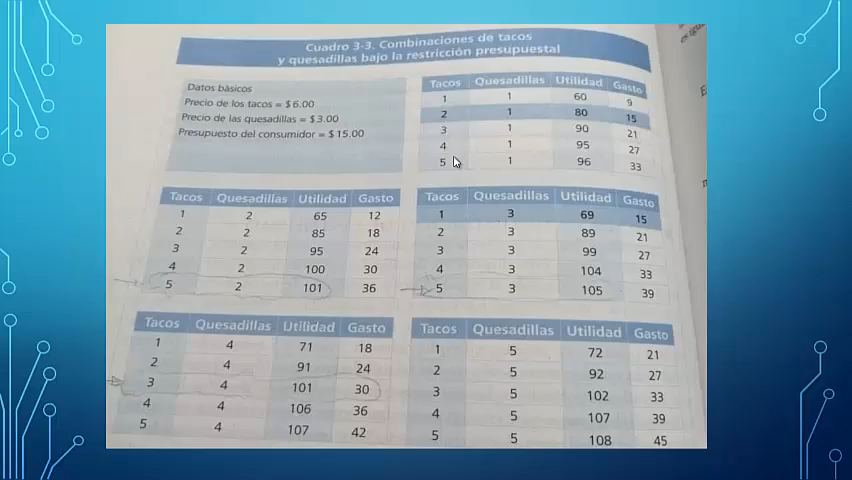 Cuadro 3-3. Combinaciones de tacos
y quesadillas bajo la restricción presupuestal
Datos básicos
Precio de los tacos = $6.00
Precio de las quesadillas = $3.00
Presupuesto del consumidor = $15.00
Tacos Quesadillas Utilidad Gasto
1 1 60 9
2 1 80 15
3 1 90 21
4 1 95 27
5 1 96 33
Tacos Quesadillas Utilidad Gasto
1 2 65 12
2 2 85 18
3 2 95 24
4 2 100 30
5 2 101 36
Tacos Quesadillas Utilidad Gasto
1 3 69 15
2 3 89 21
3 3 99 27
4 3 104 33
5 3 105 39
Tacos Quesadillas Utilidad Gasto
1 4 71 18
2 4 91 24
3 4 101 30
4 4 106 36
5 4 107 42
Tacos Quesadillas Utilidad Gasto
1 5 72 21
2 5 92 27
3 5 102 33
4 5 107 39
5 5 108 45